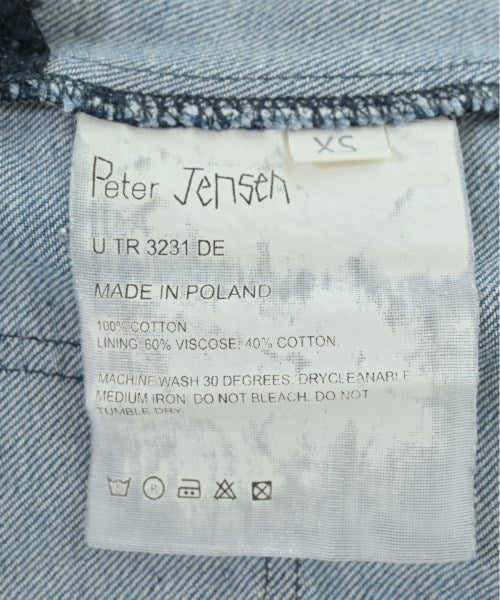 XS
Peter Jensen
U TR 3231 DE
MADE IN POLAND
100% COTTON
LINING: 60% VISCOSE. 40% COTTON.
MACHINE WASH 30 DEGREES. DRYCLEANABLE
MEDIUM IRON. DO NOT BLEACH. DO NOT
TUMBLE DRY
P